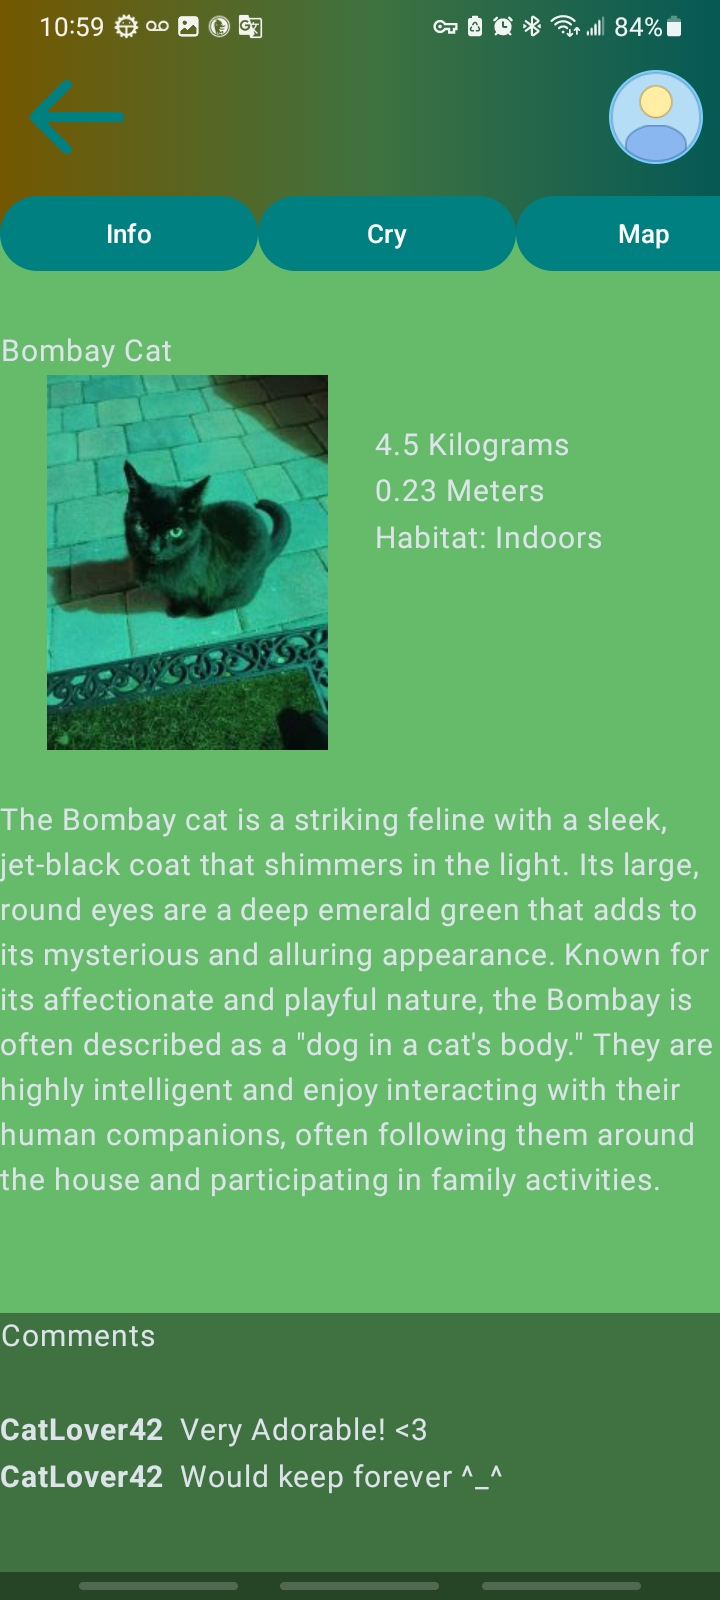 10:59
84%
Info
Cry
Map
Bombay Cat
4.5 Kilograms
0.23 Meters
Habitat: Indoors
The Bombay cat is a striking feline with a sleek,
jet-black coat that shimmers in the light. Its large,
round eyes are a deep emerald green that adds to
its mysterious and alluring appearance. Known for
its affectionate and playful nature, the Bombay is
often described as a "dog in a cat's body." They are
highly intelligent and enjoy interacting with their
human companions, often following them around
the house and participating in family activities.
Comments
CatLover42 Very Adorable! <3
CatLover42 Would keep forever ^_^